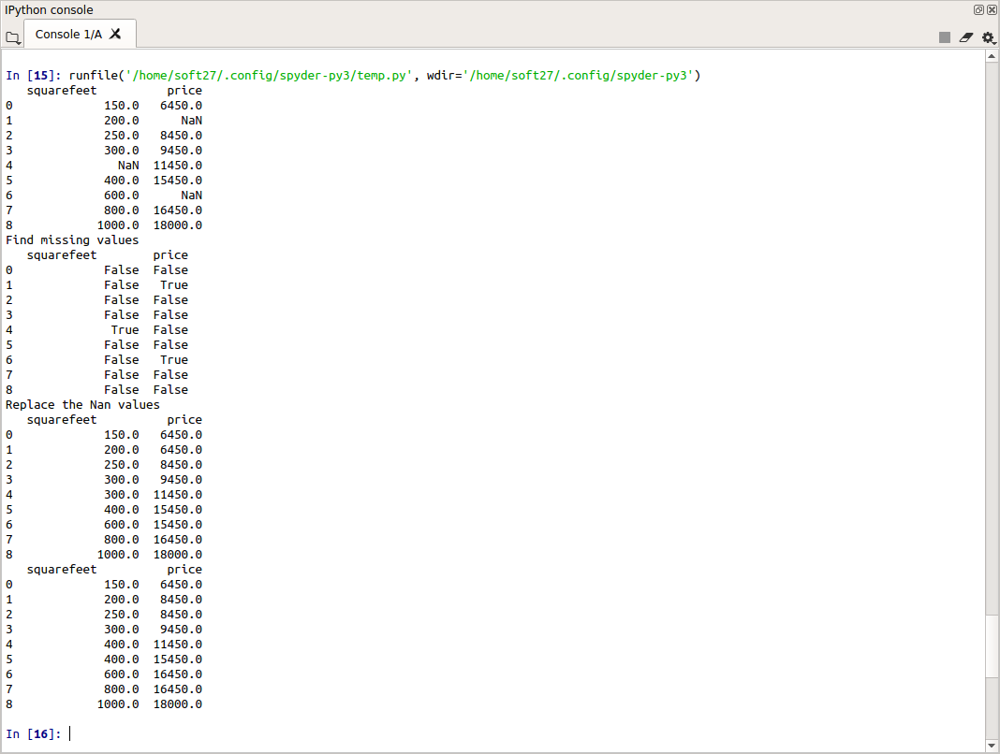 IPython console
Console 1/A
In [15]: runfile('/home/soft27/.config/spyder-py3/temp.py', wdir='/home/soft27/.config/spyder-py3')
   squarefeet          price
0             150.0   6450.0
1             200.0      NaN
2             250.0   8450.0
3             300.0   9450.0
4               NaN  11450.0
5             400.0  15450.0
6             600.0      NaN
7             800.0  16450.0
8            1000.0  18000.0
Find missing values
   squarefeet        price
0             False  False
1             False   True
2             False  False
3             False  False
4              True  False
5             False  False
6             False   True
7             False  False
8             False  False
Replace the Nan values
   squarefeet          price
0             150.0   6450.0
1             200.0   6450.0
2             250.0   8450.0
3             300.0   9450.0
4             300.0  11450.0
5             400.0  15450.0
6             600.0  15450.0
7             800.0  16450.0
8            1000.0  18000.0
   squarefeet          price
0             150.0   6450.0
1             200.0   8450.0
2             250.0   8450.0
3             300.0   9450.0
4             400.0  11450.0
5             400.0  15450.0
6             600.0  16450.0
7             800.0  16450.0
8            1000.0  18000.0
In [16]: